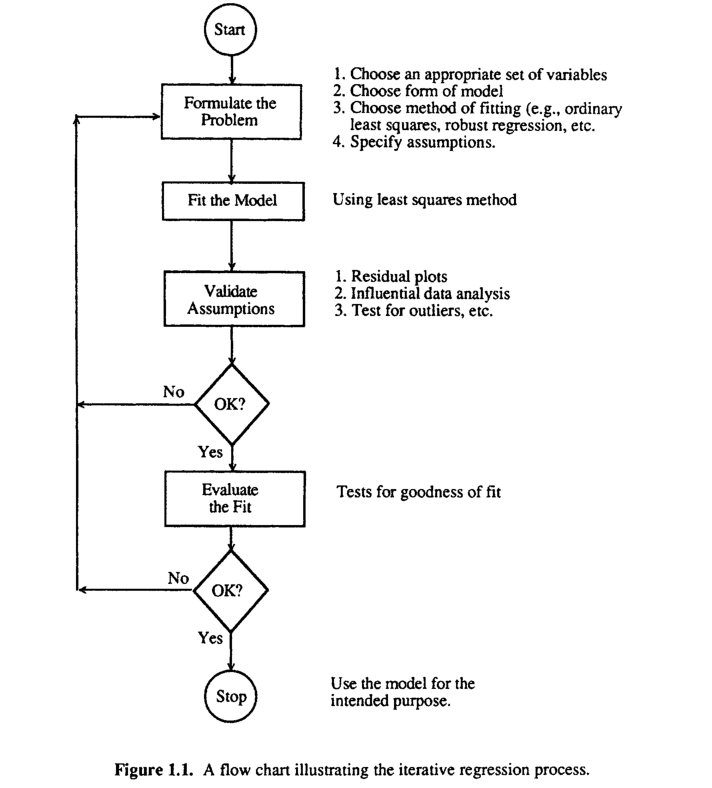 Start
Formulate the
Problem
1. Choose an appropriate set of variables
2. Choose form of model
3. Choose method of fitting (e.g., ordinary
least squares, robust regression, etc.
4. Specify assumptions.
Fit the Model
Using least squares method
Validate
Assumptions
1. Residual plots
2. Influential data analysis
3. Test for outliers, etc.
No
OK?
Yes
Evaluate
the Fit
Tests for goodness of fit
No
OK?
Yes
Stop
Use the model for the
intended purpose.
Figure 1.1. A flow chart illustrating the iterative regression process.